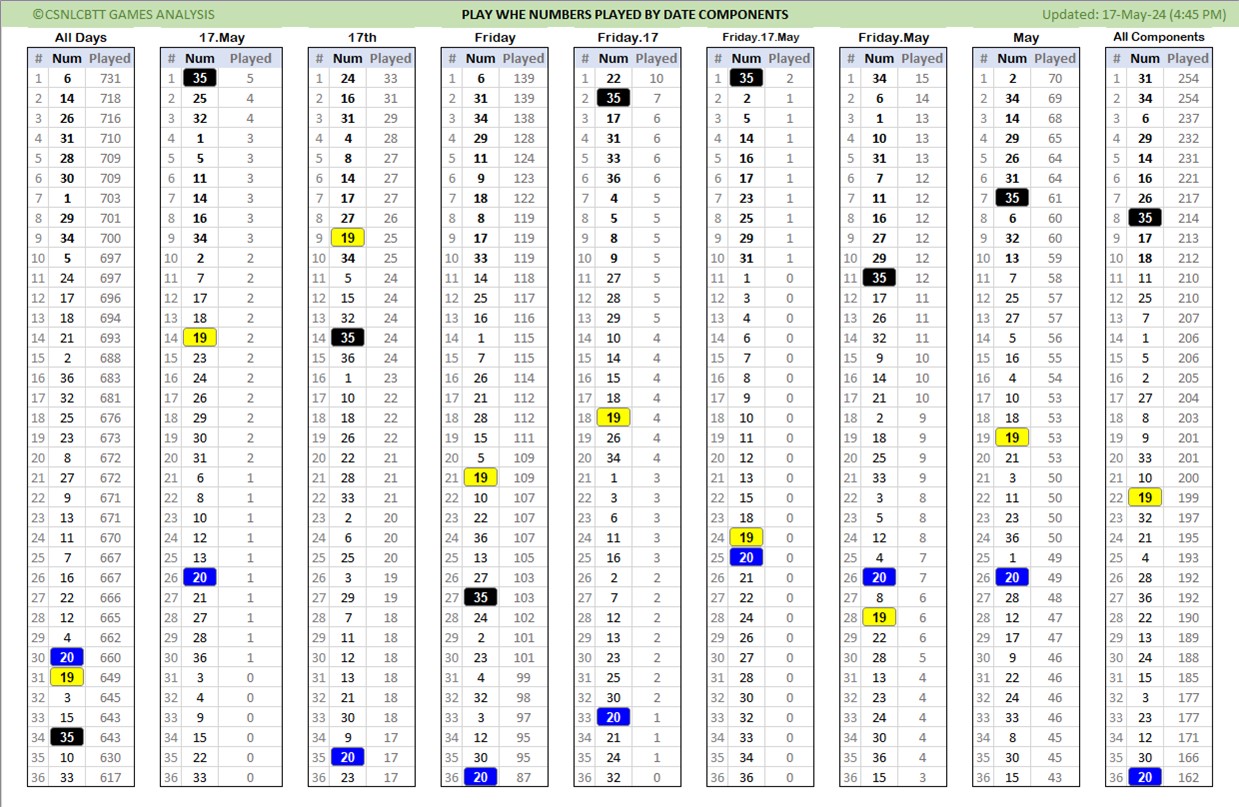 ©CSNLCBTT GAMES ANALYSIS PLAY WHE NUMBERS PLAYED BY DATE COMPONENTS Updated: 17-May-24 (4:45 PM)
All Days 17.May 17th Friday Friday.17 Friday.17.May Friday.May May All Components
# Num Played # Num Played # Num Played # Num Played # Num Played # Num Played # Num Played # Num Played # Num Played
1 6 731 1 35 5 1 24 33 1 6 139 1 22 10 1 35 2 1 34 15 1 2 70 1 31 254
2 14 718 2 25 4 2 16 31 2 31 139 2 35 7 2 2 1 2 6 14 2 34 69 2 34 254
3 26 716 3 32 4 3 31 29 3 34 138 3 17 6 3 5 1 3 1 13 3 14 68 3 6 237
4 31 710 4 1 3 4 4 28 4 29 128 4 31 6 4 14 1 4 10 13 4 29 65 4 29 232
5 28 709 5 5 3 5 8 27 5 11 124 5 33 6 5 16 1 5 31 13 5 26 64 5 14 231
6 30 709 6 11 3 6 14 27 6 9 123 6 36 6 6 17 1 6 7 12 6 31 64 6 16 221
7 1 703 7 14 3 7 17 27 7 18 122 7 4 5 7 23 1 7 11 12 7 35 61 7 26 217
8 29 701 8 16 3 8 27 26 8 8 119 8 5 5 8 25 1 8 16 12 8 6 60 8 35 214
9 34 700 9 34 3 9 19 25 9 17 119 9 8 5 9 29 1 9 27 12 9 32 60 9 17 213
10 5 697 10 2 2 10 34 25 10 33 119 10 9 5 10 31 1 10 29 12 10 13 59 10 18 212
11 24 697 11 7 2 11 5 24 11 14 118 11 27 5 11 1 0 11 35 12 11 7 58 11 11 210
12 17 696 12 17 2 12 15 24 12 25 117 12 28 5 12 3 0 12 17 11 12 25 57 12 25 210
13 18 694 13 18 2 13 32 24 13 16 116 13 29 5 13 4 0 13 26 11 13 27 57 13 7 207
14 21 693 14 19 2 14 35 24 14 1 115 14 10 4 14 6 0 14 32 11 14 5 56 14 1 206
15 2 688 15 23 2 15 36 24 15 7 115 15 14 4 15 7 0 15 9 10 15 16 55 15 5 206
16 36 683 16 24 2 16 1 23 16 26 114 16 15 4 16 8 0 16 14 10 16 4 54 16 2 205
17 32 681 17 26 2 17 10 22 17 21 112 17 18 4 17 9 0 17 21 10 17 10 53 17 27 204
18 25 676 18 29 2 18 18 22 18 28 112 18 19 4 18 10 0 18 2 9 18 18 53 18 8 203
19 23 673 19 30 2 19 26 22 19 15 111 19 26 4 19 11 0 19 18 9 19 19 53 19 9 201
20 8 672 20 31 2 20 22 21 20 5 109 20 34 4 20 12 0 20 25 9 20 21 53 20 33 201
21 27 672 21 6 1 21 28 21 21 19 109 21 1 3 21 13 0 21 33 9 21 3 50 21 10 200
22 9 671 22 8 1 22 33 21 22 10 107 22 3 3 22 15 0 22 3 8 22 11 50 22 19 199
23 13 671 23 10 1 23 2 20 23 22 107 23 6 3 23 18 0 23 5 8 23 23 50 23 32 197
24 11 670 24 12 1 24 6 20 24 36 107 24 11 3 24 19 0 24 12 8 24 36 50 24 21 195
25 7 667 25 13 1 25 25 20 25 13 105 25 16 3 25 20 0 25 4 7 25 1 49 25 4 193
26 16 667 26 20 1 26 3 19 26 27 103 26 2 2 26 21 0 26 20 7 26 20 49 26 28 192
27 22 666 27 21 1 27 29 19 27 35 103 27 7 2 27 22 0 27 8 6 27 28 48 27 36 192
28 12 665 28 27 1 28 7 18 28 24 102 28 12 2 28 24 0 28 19 6 28 12 47 28 22 190
29 4 662 29 28 1 29 11 18 29 2 101 29 13 2 29 26 0 29 22 6 29 17 47 29 13 189
30 20 660 30 36 1 30 12 18 30 23 101 30 23 2 30 27 0 30 28 5 30 9 46 30 24 188
31 19 649 31 3 0 31 13 18 31 4 99 31 25 2 31 28 0 31 13 4 31 22 46 31 15 185
32 3 645 32 4 0 32 21 18 32 32 98 32 30 2 32 30 0 32 23 4 32 24 46 32 3 177
33 15 643 33 9 0 33 30 18 33 3 97 33 20 1 33 32 0 33 24 4 33 33 46 33 23 177
34 35 643 34 15 0 34 9 17 34 12 95 34 21 1 34 33 0 34 30 4 34 8 45 34 12 171
35 10 630 35 22 0 35 20 17 35 30 95 35 24 1 35 34 0 35 36 4 35 30 45 35 30 166
36 33 617 36 33 0 36 23 17 36 20 87 36 32 0 36 36 0 36 15 3 36 15 43 36 20 162